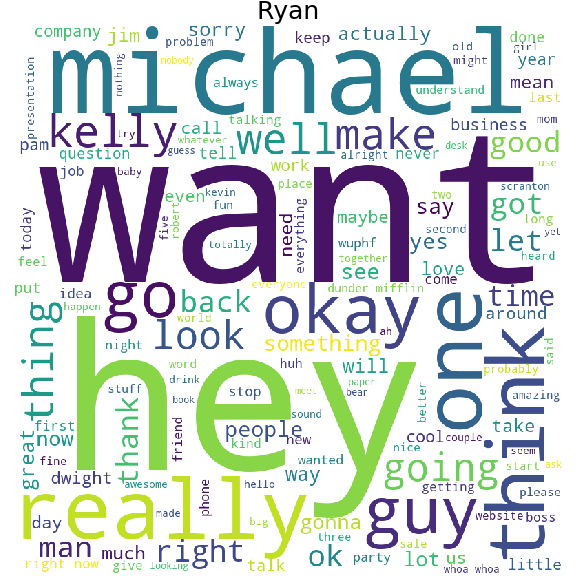 Ryan
company jim sorry keep actually old girl done
problem might year
presentation nothing michael nobody always understand mean last
kelly try call talking well make business mom good
whatever alright never desk
pam question guess tell work use
job baby even kevin place two scranton
want
today five robert fun need everything maybe say got long
totally wuphf yes second let yet
feel together see love come heard
put idea go back everyone dunder mifflin time
happen world okay ah one around
thing night look something will think said
hey huh probably
word drink stuff stop meet paper better amazing
first book sound bear cool couple take
great now thank friend people new nice
fine kind wanted going seem start ask
dwight awesome hello way getting please
really phone guy website boss
day made big gonna three sale
man much right ok party lot us whoa whoa little
right now give looking talk